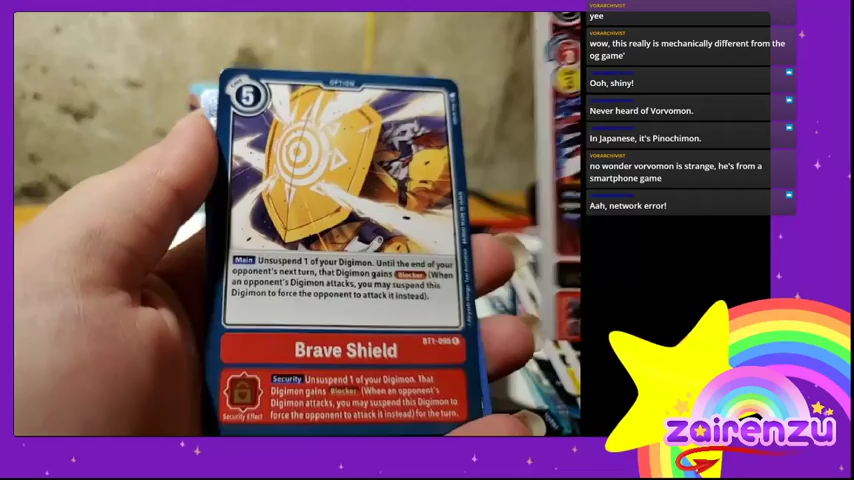 5
OPTION
Main Unsuspend 1 of your Digimon. Until the end of your
opponent's next turn, that Digimon gains Blocker (When
an opponent's Digimon attacks, you may suspend this
Digimon to force the opponent to attack it instead).
Brave Shield
BT1-095
Security Unsuspend 1 of your Digimon. That
Digimon gains Blocker (When an opponent's
Digimon attacks, you may suspend this Digimon to
force the opponent to attack it instead) for the turn.
Security Effect
yee
VORARCHIVIST
wow, this really is mechanically different from the
og game'
Ooh, shiny!
Never heard of Vorvomon.
In Japanese, it's Pinochimon.
VORARCHIVIST
no wonder vorvomon is strange, he's from a
smartphone game
Aah, network error!
zairenzu